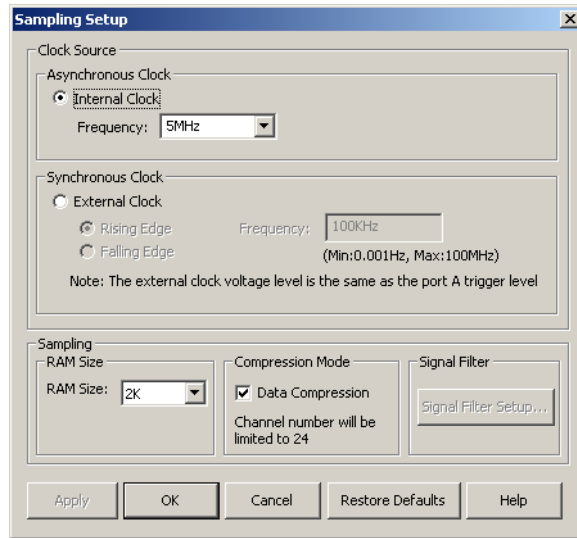 Sampling Setup
Clock Source
Asynchronous Clock
Internal Clock
Frequency: 5MHz
Synchronous Clock
External Clock
Rising Edge Frequency: 100KHz
Falling Edge (Min:0.001Hz, Max:100MHz)
Note: The external clock voltage level is the same as the port A trigger level
Sampling
RAM Size Compression Mode Signal Filter
RAM Size: 2K Data Compression Signal Filter Setup...
Channel number will be
limited to 24
Apply OK Cancel Restore Defaults Help